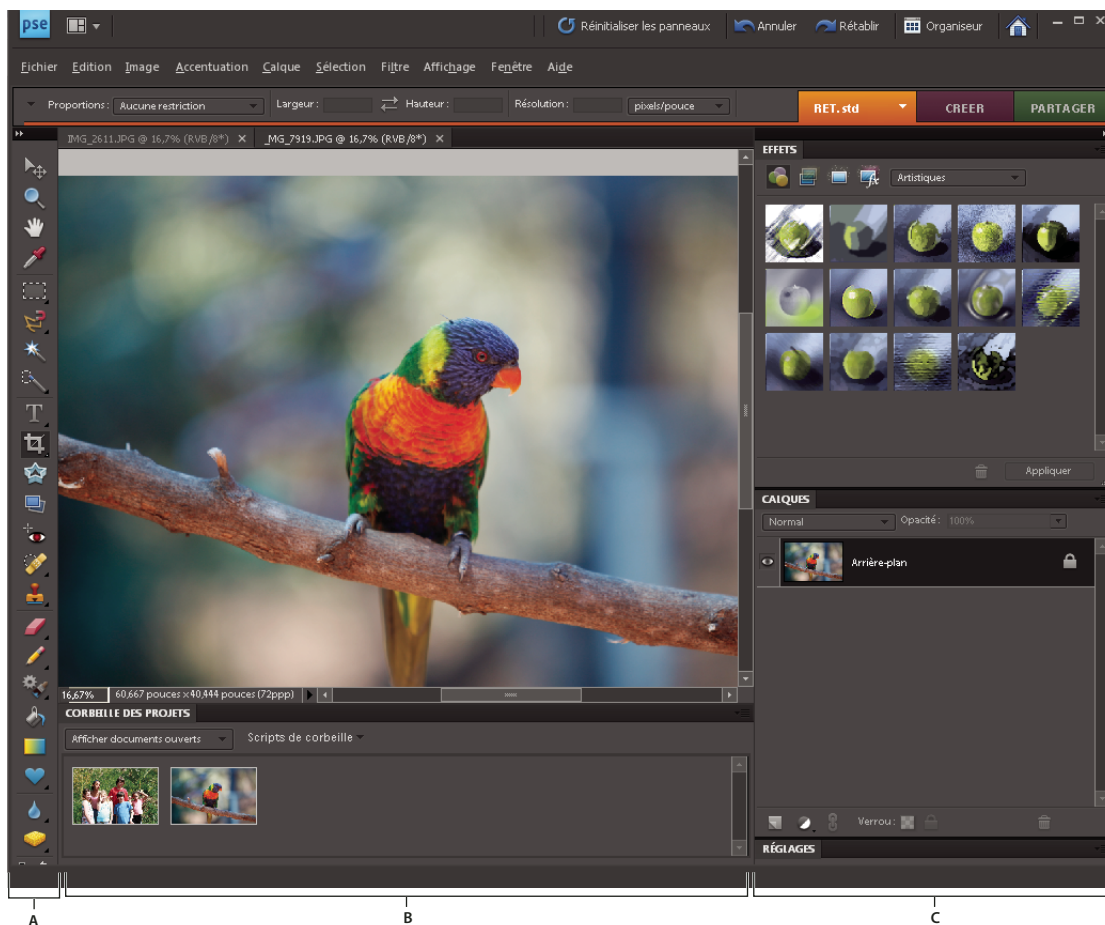 pse
Réinitialiser les panneaux
Annuler
Rétablir
Organiseur
Fichier Edition Image Accentuation Calque Sélection Filtre Affichage Fenêtre Aide
Proportions : Aucune restriction Largeur : Hauteur : Résolution : pixels/pouce
RET. std CREER PARTAGER
IMG_2611.JPG @ 16,7% (RVB/8*) _MG_7919.JPG @ 16,7% (RVB/8*)
EFFETS
fx
Artistiques
T
Appliquer
CALQUES
Normal Opacité : 100%
Arrière-plan
16,67% 60,667 pouces x 40,444 pouces (72ppp)
CORBEILLE DES PROJETS
Afficher documents ouverts Scripts de corbeille
Verrou :
RÉGLAGES
A B C